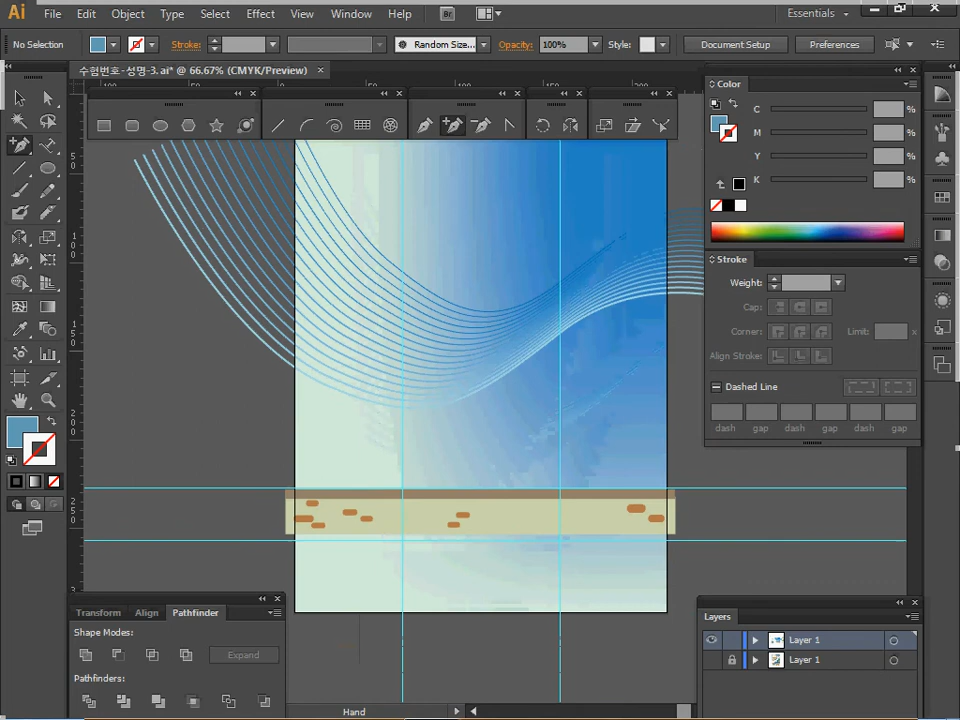 Ai File Edit Object Type Select Effect View Window Help Br Essentials
No Selection Stroke: Random Size... Opacity: 100% Style: Document Setup Preferences
수험번호-성명-3.ai* @ 66.67% (CMYK/Preview) ×
Color
C %
M %
Y %
K %
Stroke
Weight:
Cap:
Corner: Limit: x
Align Stroke:
Dashed Line
dash gap dash gap dash gap
Transform Align Pathfinder
Shape Modes:
Expand
Pathfinders:
Layers
Layer 1
Layer 1
Hand